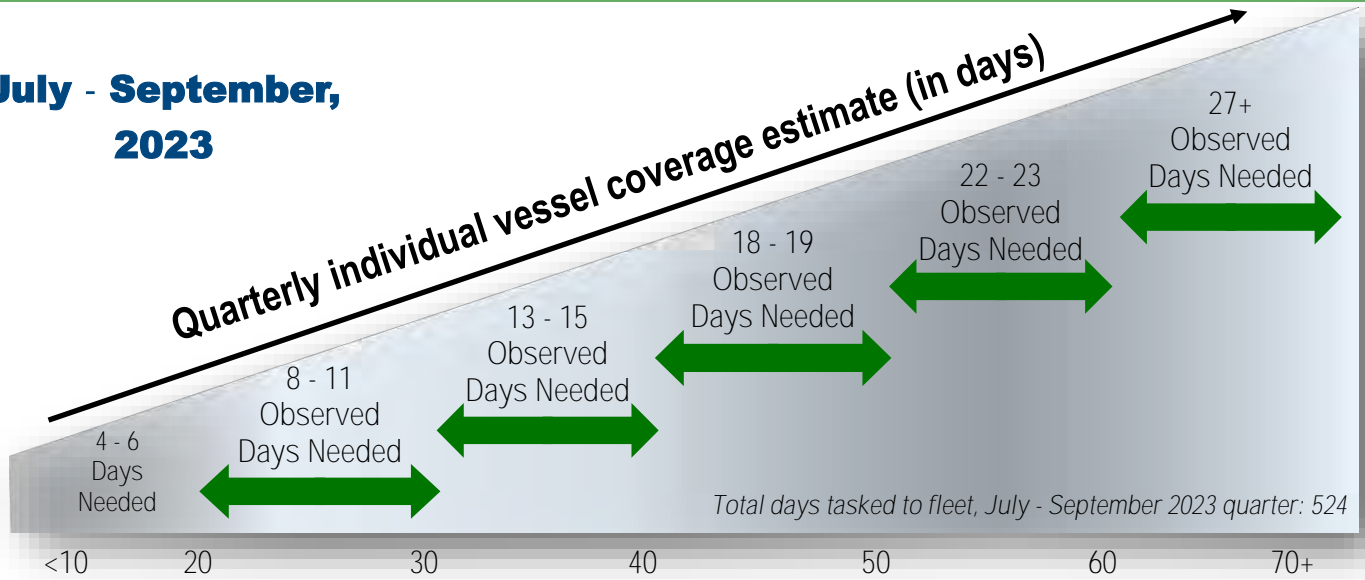 July - September,
2023
Quarterly individual vessel coverage estimate (in days)
27+
Observed
Days Needed
22 - 23
Observed
Days Needed
18 - 19
Observed
Days Needed
13 - 15
Observed
Days Needed
8 - 11
Observed
Days Needed
4 - 6
Days
Needed
Total days tasked to fleet, July - September 2023 quarter: 524
<10 20 30 40 50 60 70+